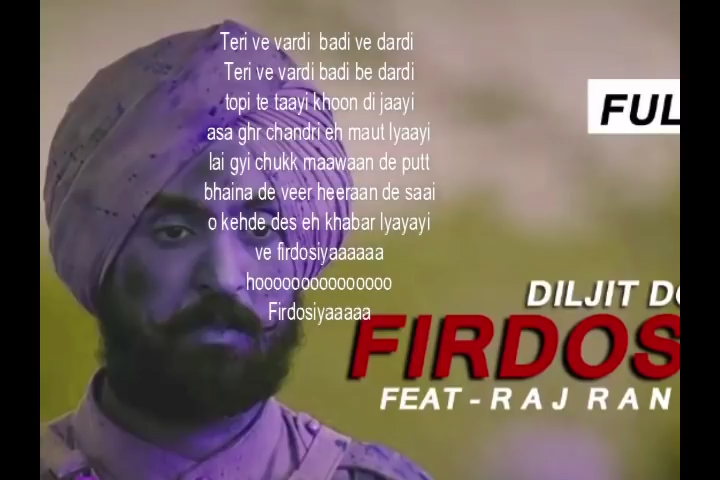 Teri ve vardi badi ve dardi
Teri ve vardi badi be dardi
topi te taayi khoon di jaayi
asa ghr chandri eh maut lyaayi
lai gyi chukk maawaan de putt
bhaina de veer heeraan de saai
o kehde des eh khabar lyayayi
ve firdosiyaaaaaa
hooooooooooooooo
Firdosiyaaaaa
FUL
DILJIT DO
FIRDOS
FEAT - RAJ RAN